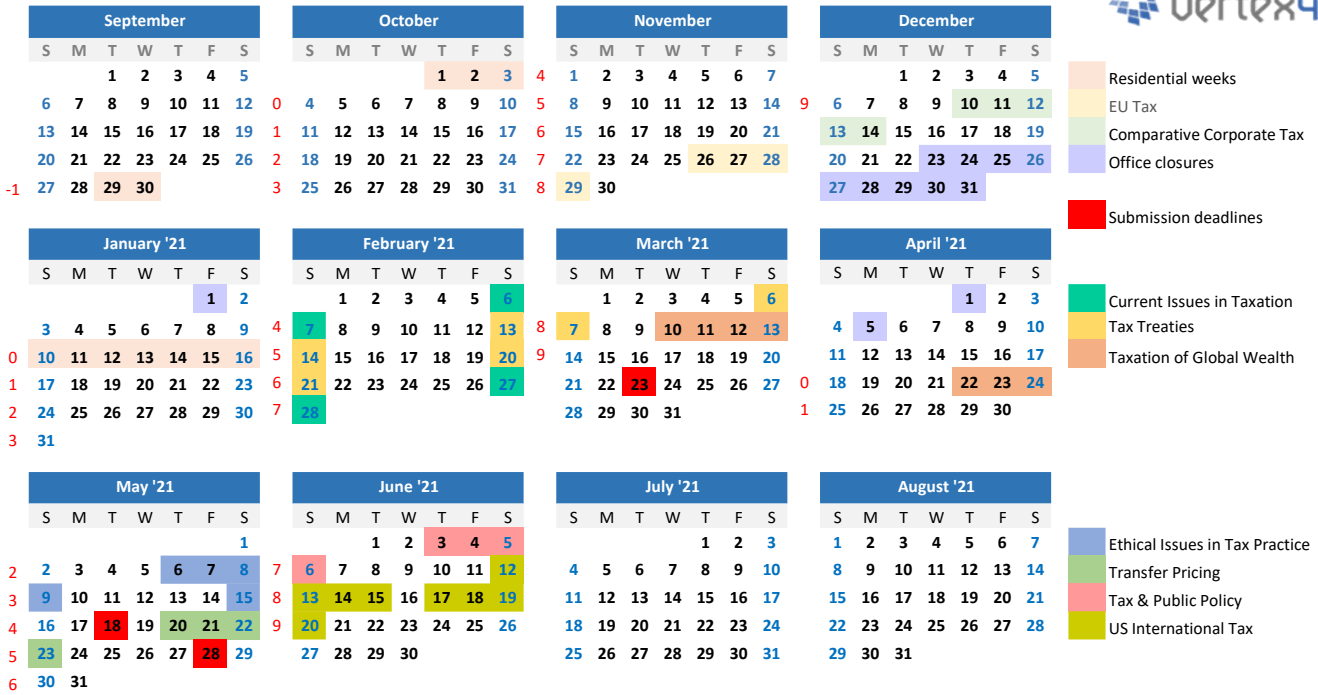 September October November December
S M T W T F S S M T W T F S S M T W T F S S M T W T F S
1 2 3 4 5 1 2 3 4 1 2 3 4 5 6 7 1 2 3 4 5 Residential weeks
6 7 8 9 10 11 12 0 4 5 6 7 8 9 10 5 8 9 10 11 12 13 14 9 6 7 8 9 10 11 12 EU Tax
13 14 15 16 17 18 19 1 11 12 13 14 15 16 17 6 15 16 17 18 19 20 21 13 14 15 16 17 18 19 Comparative Corporate Tax
20 21 22 23 24 25 26 2 18 19 20 21 22 23 24 7 22 23 24 25 26 27 28 20 21 22 23 24 25 26 Office closures
-1 27 28 29 30 3 25 26 27 28 29 30 31 8 29 30 27 28 29 30 31
Submission deadlines
January '21 February '21 March '21 April '21
S M T W T F S S M T W T F S S M T W T F S S M T W T F S
1 2 1 2 3 4 5 6 1 2 3 4 5 6 1 2 3 Current Issues in Taxation
3 4 5 6 7 8 9 4 7 8 9 10 11 12 13 8 7 8 9 10 11 12 13 4 5 6 7 8 9 10 Tax Treaties
0 10 11 12 13 14 15 16 5 14 15 16 17 18 19 20 9 14 15 16 17 18 19 20 11 12 13 14 15 16 17 Taxation of Global Wealth
1 17 18 19 20 21 22 23 6 21 22 23 24 25 26 27 21 22 23 24 25 26 27 0 18 19 20 21 22 23 24
2 24 25 26 27 28 29 30 7 28 28 29 30 31 1 25 26 27 28 29 30
3 31
May '21 June '21 July '21 August '21
S M T W T F S S M T W T F S S M T W T F S S M T W T F S
1 1 2 3 4 5 1 2 3 1 2 3 4 5 6 7 Ethical Issues in Tax Practice
2 2 3 4 5 6 7 8 7 6 7 8 9 10 11 12 4 5 6 7 8 9 10 8 9 10 11 12 13 14 Transfer Pricing
3 9 10 11 12 13 14 15 8 13 14 15 16 17 18 19 11 12 13 14 15 16 17 15 16 17 18 19 20 21 Tax & Public Policy
4 16 17 18 19 20 21 22 9 20 21 22 23 24 25 26 18 19 20 21 22 23 24 22 23 24 25 26 27 28 US International Tax
5 23 24 25 26 27 28 29 27 28 29 30 25 26 27 28 29 30 31 29 30 31
6 30 31